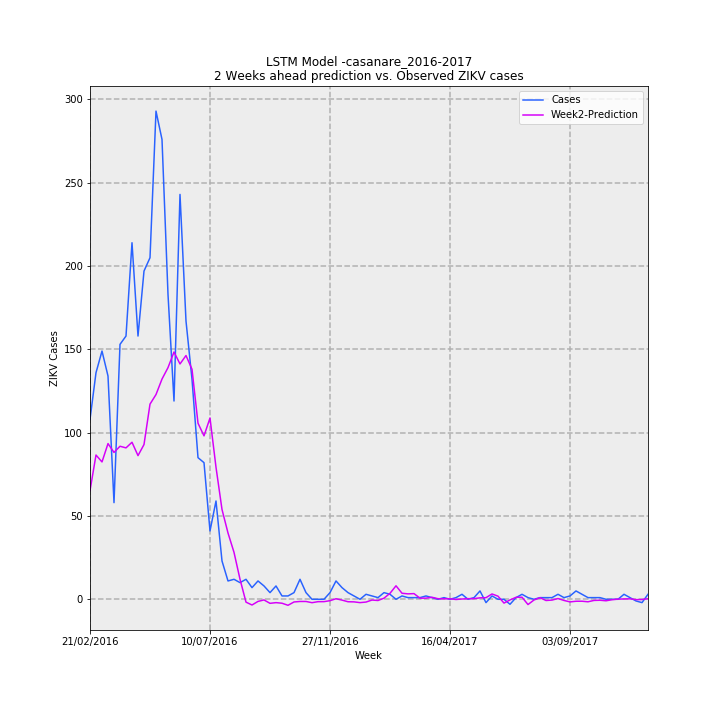 LSTM Model -casanare_2016-2017
2 Weeks ahead prediction vs. Observed ZIKV cases
Cases
Week2-Prediction
300
250
200
150
100
50
0
ZIKV Cases
21/02/2016
10/07/2016
27/11/2016
16/04/2017
03/09/2017
Week